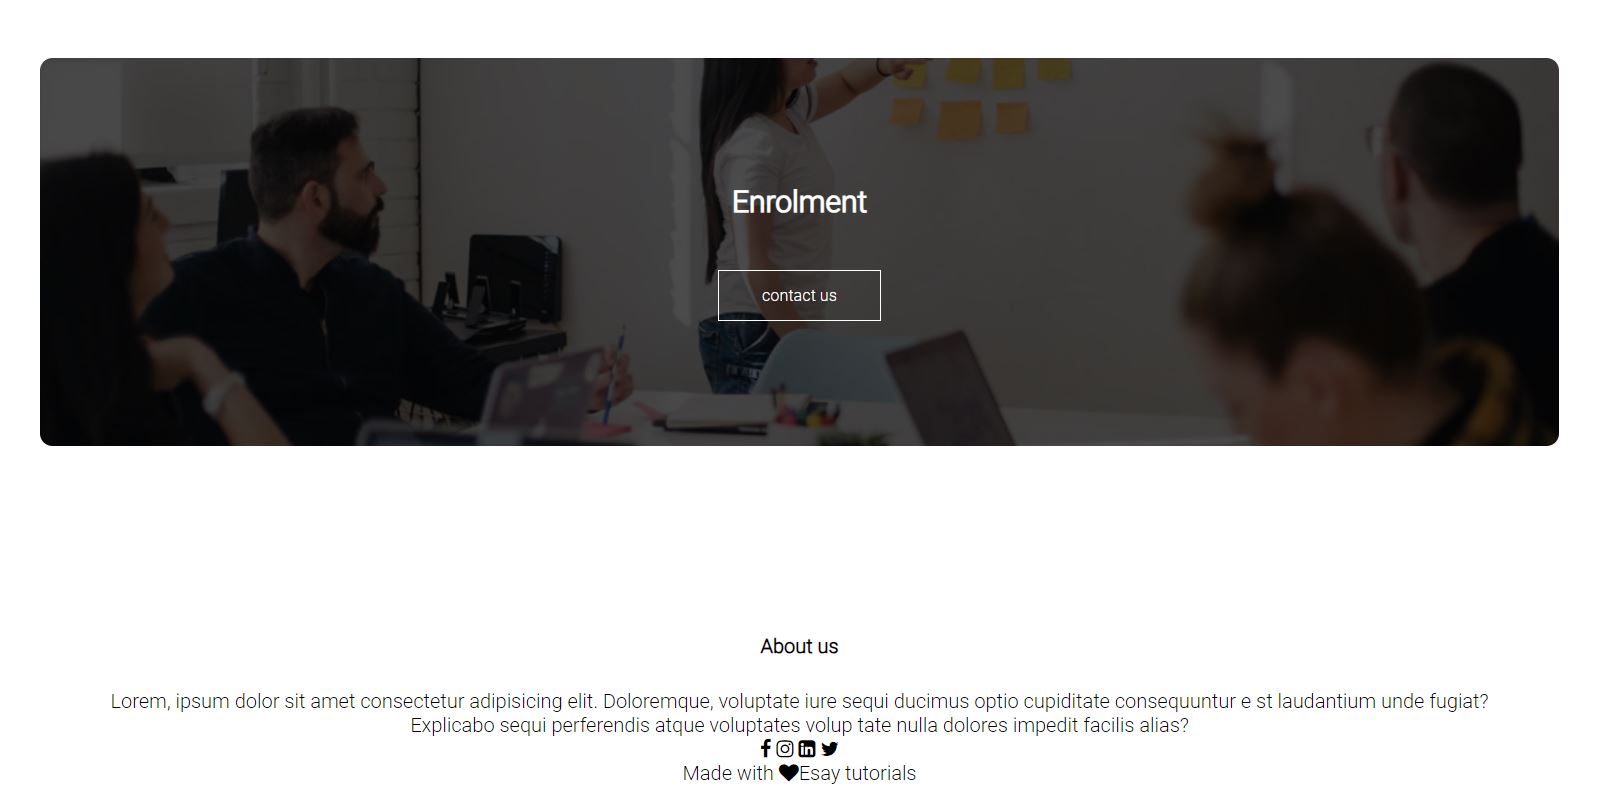 Enrolment
contact us
About us
Lorem, ipsum dolor sit amet consectetur adipisicing elit. Doloremque, voluptate iure sequi ducimus optio cupiditate consequuntur e st laudantium unde fugiat?
Explicabo sequi perferendis atque voluptates volup tate nulla dolores impedit facilis alias?
Made with ♥Esay tutorials